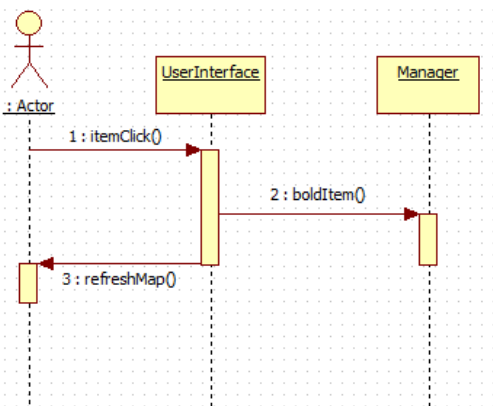 UserInterface
Manager
: Actor
1 : itemClick()
2 : boldItem()
3 : refreshMap()